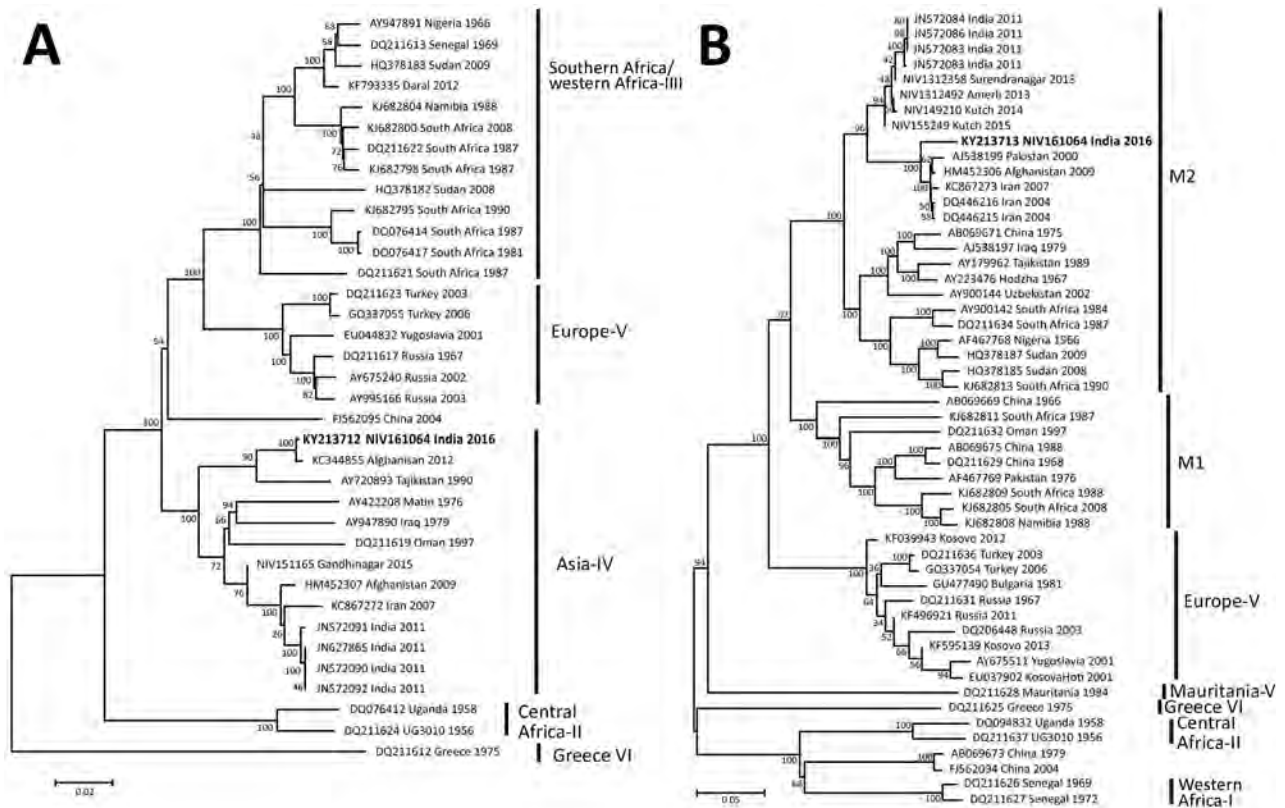 A
AY947891 Nigeria 1966
DQ211613 Senegal 1969
HQ378183 Sudan 2009
KF793335 Daral 2012
KJ682804 Namibia 1988
KJ682800 South Africa 2008
DQ211622 South Africa 1987
KJ682798 South Africa 1987
HQ378182 Sudan 2008
KJ682795 South Africa 1990
DQ076414 South Africa 1987
DQ076417 South Africa 1981
DQ211621 South Africa 1987
Southern Africa/
western Africa-IIII
DQ211623 Turkey 2003
GQ337055 Turkey 2006
EU044832 Yugoslavia 2001
DQ211617 Russia 1967
AY675240 Russia 2002
AY995166 Russia 2003
Europe-V
FJ562095 China 2004
KY213712 NIV161064 India 2016
KC344855 Afghanisan 2012
AY720893 Tajikistan 1990
AY422208 Matin 1976
AY947890 Iraq 1979
DQ211619 Oman 1997
NIV151165 Gandhinagar 2015
HM452307 Afghanistan 2009
KC867272 Iran 2007
JN572091 India 2011
JN627865 India 2011
JN572090 India 2011
JN572092 India 2011
Asia-IV
DQ076412 Uganda 1958
DQ211624 UG3010 1956
Central
Africa-II
DQ211612 Greece 1975
Greece VI
0.02
B
JN572084 India 2011
JN572086 India 2011
JN572083 India 2011
JN572083 India 2011
NIV1312358 Surendranagar 2013
NIV1312492 Amerli 2013
NIV149210 Kutch 2014
NIV155249 Kutch 2015
KY213713 NIV161064 India 2016
AJ538199 Pakistan 2000
HM452306 Afghanistan 2009
KC867273 Iran 2007
DQ446216 Iran 2004
DQ446215 Iran 2004
AB069671 China 1975
AJ538197 Iraq 1979
AY179962 Tajikistan 1989
AY223476 Hodzha 1967
AY900144 Uzbekistan 2002
AY900142 South Africa 1984
DQ211634 South Africa 1987
AF467768 Nigeria 1966
HQ378187 Sudan 2009
HQ378185 Sudan 2008
KJ682813 South Africa 1990
M2
AB069669 China 1966
KJ682811 South Africa 1987
DQ211632 Oman 1997
AB069675 China 1988
DQ211629 China 1968
AF467769 Pakistan 1976
KJ682809 South Africa 1988
KJ682805 South Africa 2008
KJ682808 Namibia 1988
M1
KF039943 Kosovo 2012
DQ211636 Turkey 2003
GQ337054 Turkey 2006
GU477490 Bulgaria 1981
DQ211631 Russia 1967
KF496921 Russia 2011
DQ206448 Russia 2003
KF595139 Kosovo 2013
AY675511 Yugoslavia 2001
EU037902 KosovaHoti 2001
Europe-V
DQ211628 Mauritania 1984
Mauritania-V
DQ211625 Greece 1975
Greece VI
DQ094832 Uganda 1958
DQ211637 UG3010 1956
Central
Africa-II
AB069673 China 1979
FJ562094 China 2004
DQ211626 Senegal 1969
DQ211627 Senegal 1972
Western
Africa-I
0.05